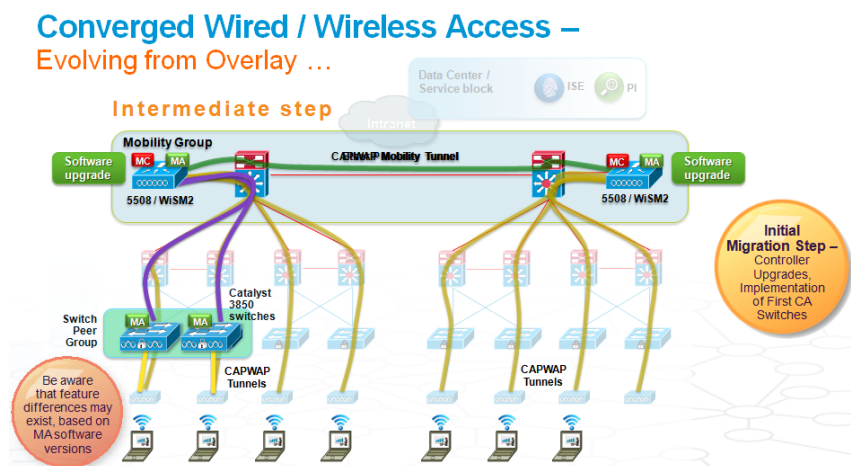 Converged Wired / Wireless Access –
Evolving from Overlay …
Data Center /
Service block
ISE
PI
Intermediate step
Intranet
Mobility Group
Software
upgrade
MC
MA
CAPWAP Mobility Tunnel
MC
MA
Software
upgrade
5508 / WiSM2
5508 / WiSM2
Initial
Migration Step –
Controller
Upgrades,
Implementation
of First CA
Switches
Catalyst
3850
switches
Switch
Peer
Group
MA
MA
CAPWAP
Tunnels
CAPWAP
Tunnels
Be aware
that feature
differences may
exist, based on
MA software
versions